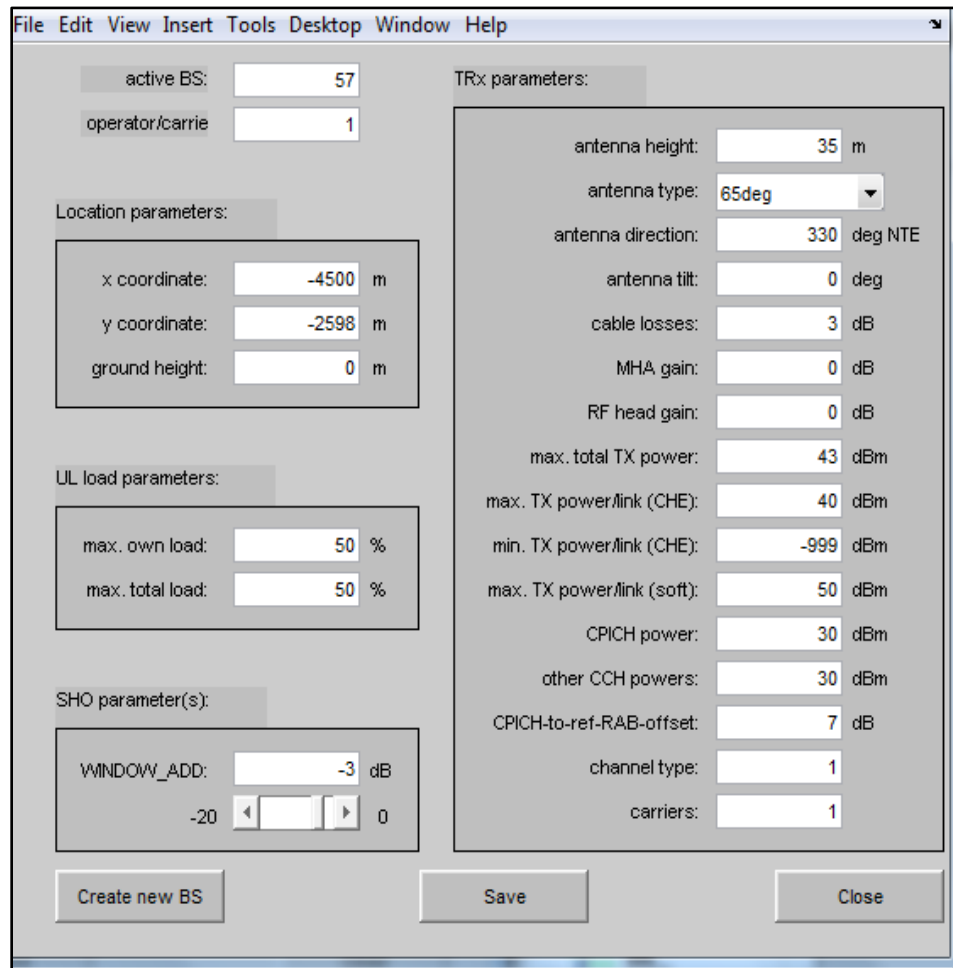 File Edit View Insert Tools Desktop Window Help
active BS: 57
operator/carrie 1
Location parameters:
x coordinate: -4500 m
y coordinate: -2598 m
ground height: 0 m
UL load parameters:
max. own load: 50 %
max. total load: 50 %
SHO parameter(s):
WINDOW_ADD: -3 dB
-20 0
TRx parameters:
antenna height: 35 m
antenna type: 65deg
antenna direction: 330 deg NTE
antenna tilt: 0 deg
cable losses: 3 dB
MHA gain: 0 dB
RF head gain: 0 dB
max. total TX power: 43 dBm
max. TX power/link (CHE): 40 dBm
min. TX power/link (CHE): -999 dBm
max. TX power/link (soft): 50 dBm
CPICH power: 30 dBm
other CCH powers: 30 dBm
CPICH-to-ref-RAB-offset: 7 dB
channel type: 1
carriers: 1
Create new BS Save Close